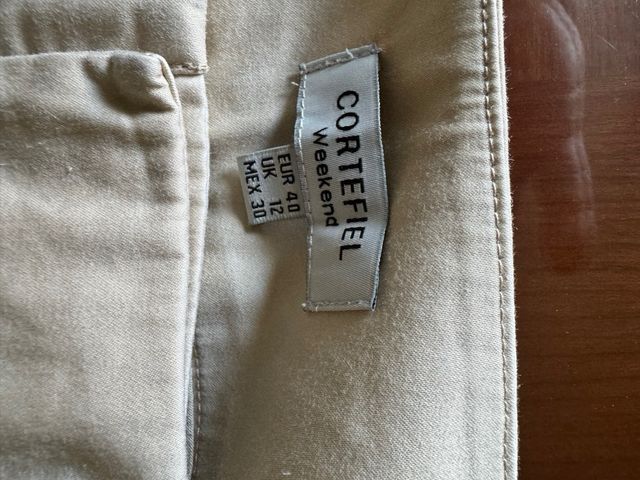 CORTEFIEL
Weekend
EUR 40
UK 12
MEX 30